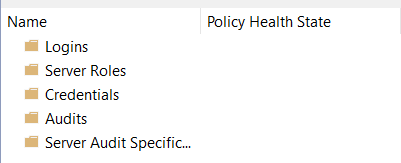 Name Policy Health State
Logins
Server Roles
Credentials
Audits
Server Audit Specific...